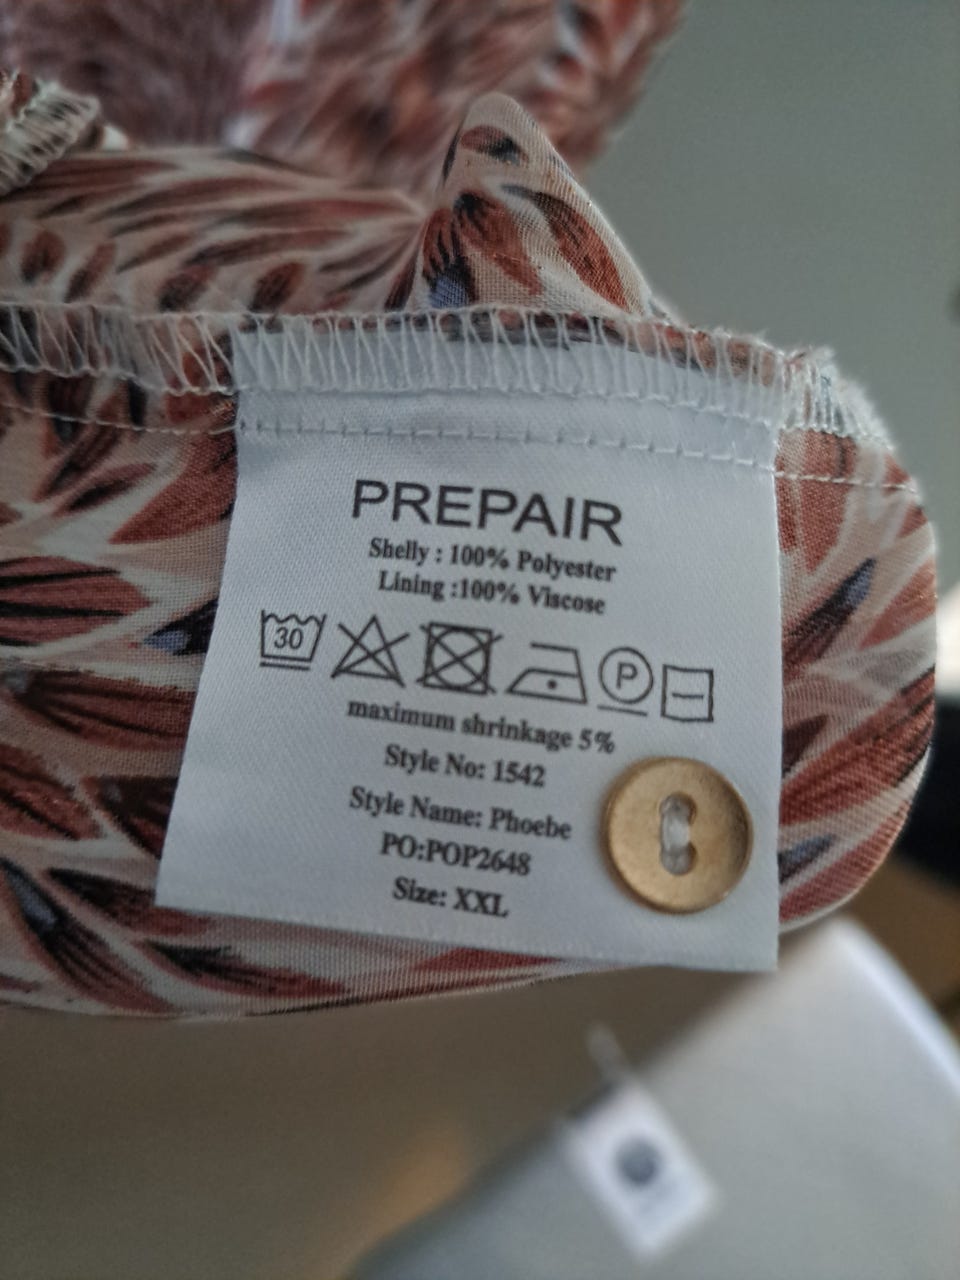 PREPAIR
Shelly : 100% Polyester
Lining :100% Viscose
30 P
maximum shrinkage 5%
Style No: 1542
Style Name: Phoebe
PO:POP2648
Size: XXL